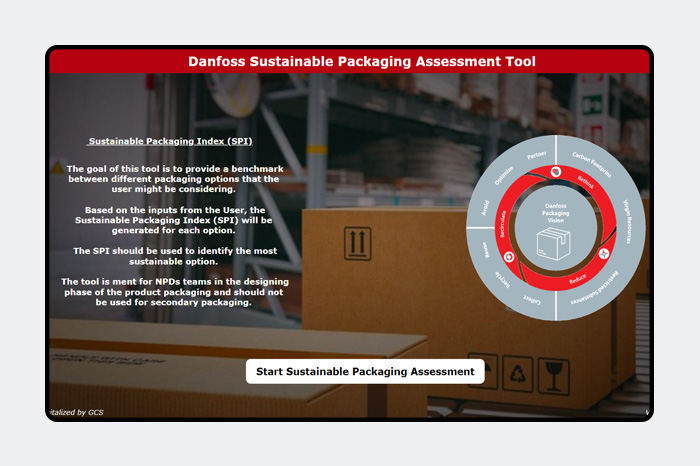 Danfoss Sustainable Packaging Assessment Tool
Sustainable Packaging Index (SPI)
The goal of this tool is to provide a benchmark
between different packaging options that the
user might be considering.
Based on the inputs from the User, the
Sustainable Packaging Index (SPI) will be
generated for each option.
The SPI should be used to identify the most
sustainable option.
The tool is ment for NPDs teams in the designing
phase of the product packaging and should not
be used for secondary packaging.
Partner
Carbon Footprint
Optimize
Rethink
Avoid
Danfoss
Packaging
Vision
Virgin Resources
Recirculate
Reuse
Reduce
Recycle
Restricted Substances
Collect
HANDLE WITH CARE
Start Sustainable Packaging Assessment
by GCS